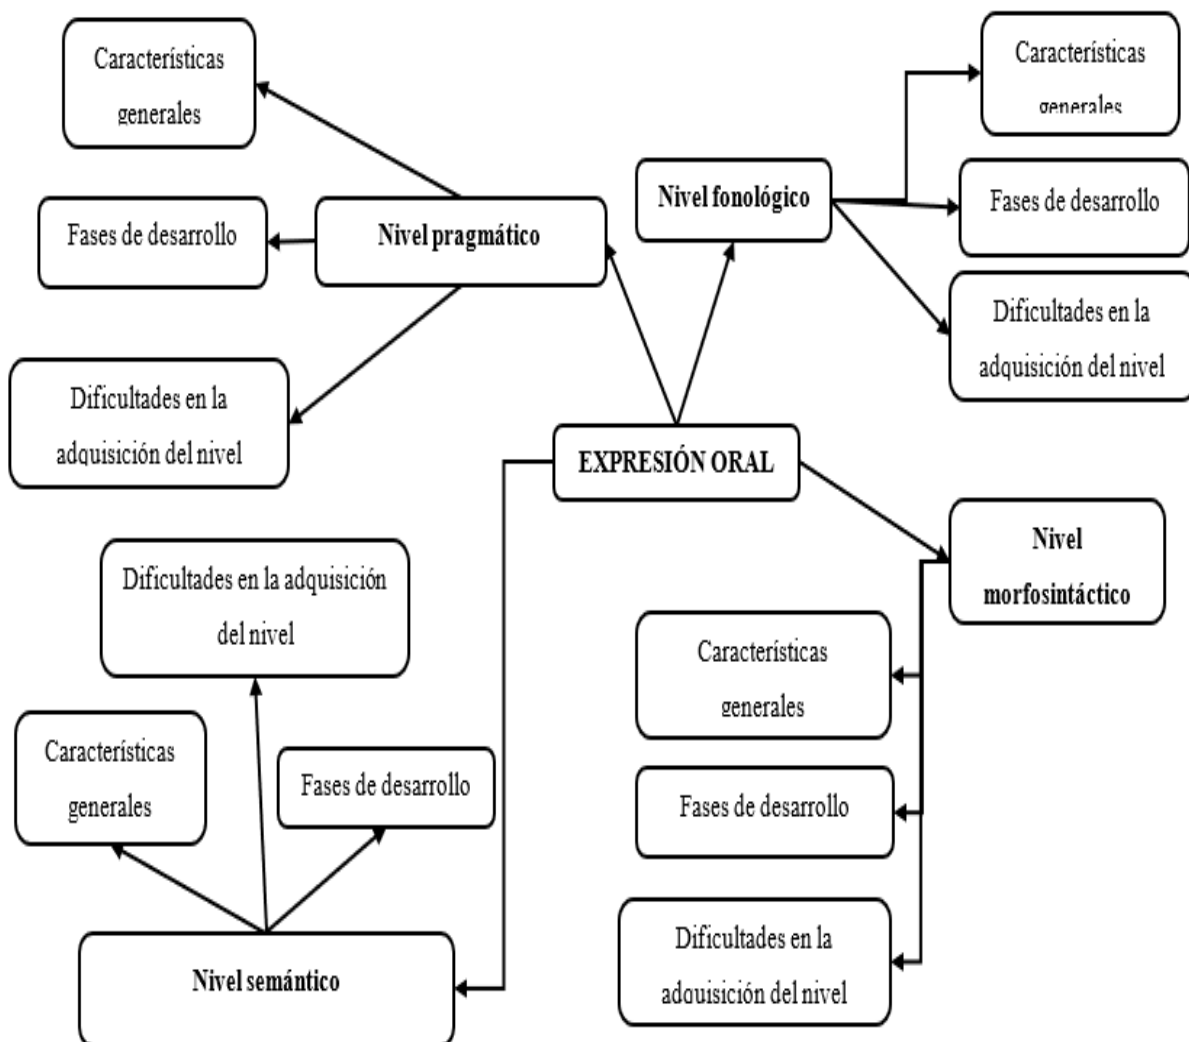 Características
generales
Fases de desarrollo
Nivel pragmático
Dificultades en la
adquisición del nivel
Características
generales
Nivel fonológico
Fases de desarrollo
Dificultades en la
adquisición del nivel
EXPRESIÓN ORAL
Nivel
morfosintáctico
Características
generales
Fases de desarrollo
Dificultades en la
adquisición del nivel
Dificultades en la adquisición
del nivel
Características
generales
Fases de desarrollo
Nivel semántico